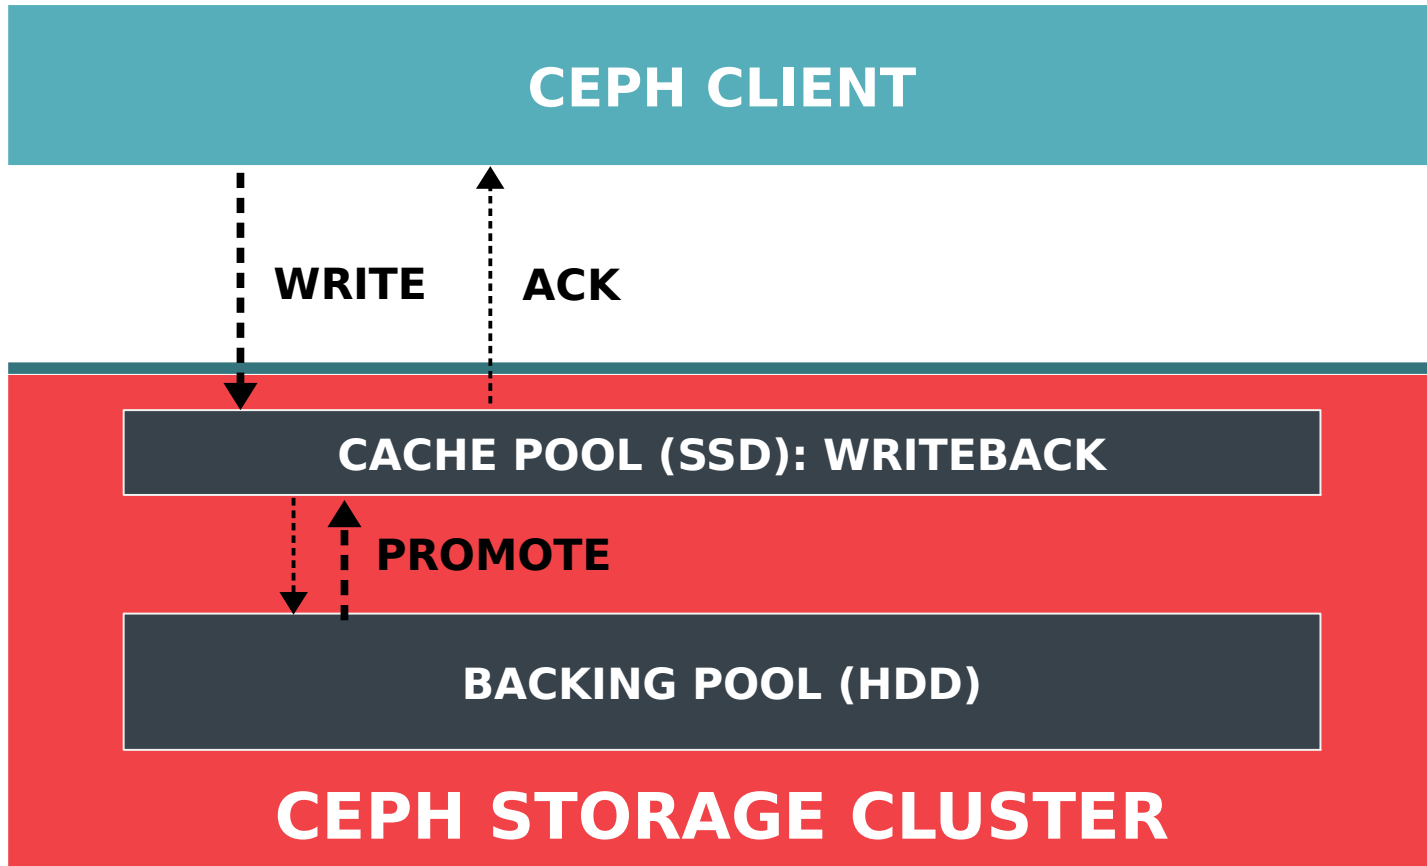 CEPH CLIENT
WRITE
ACK
CACHE POOL (SSD): WRITEBACK
PROMOTE
BACKING POOL (HDD)
CEPH STORAGE CLUSTER